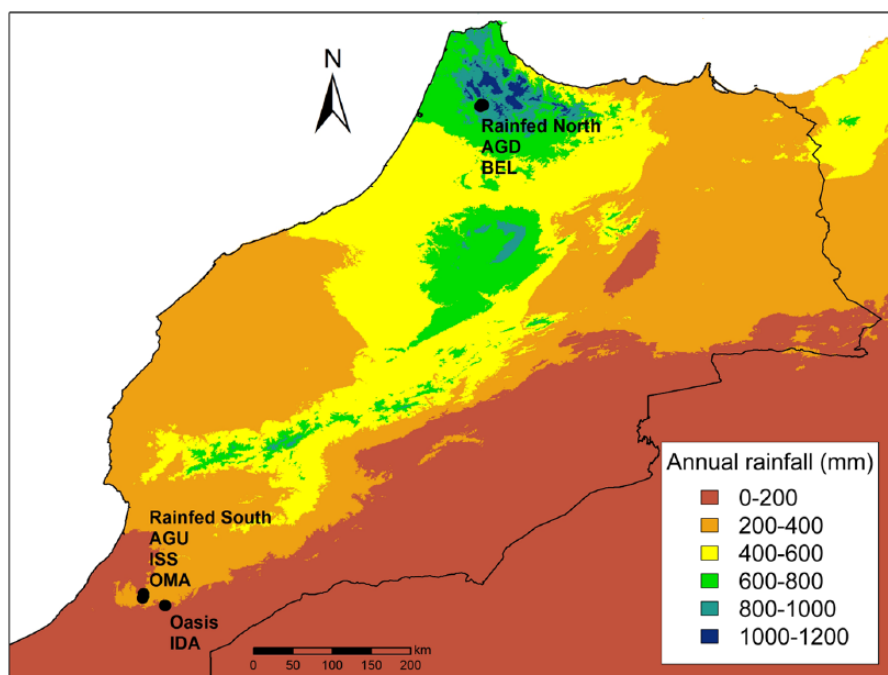 N
Rainfed North
AGD
BEL
Rainfed South
AGU
ISS
OMA
Oasis
IDA
km
0 50 100 150 200
Annual rainfall (mm)
0-200
200-400
400-600
600-800
800-1000
1000-1200